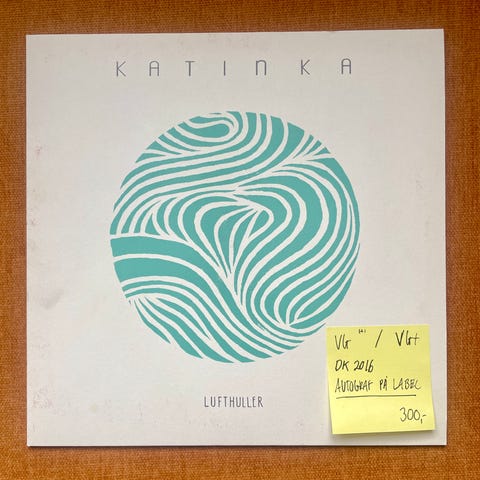 KATINKA
LUFTHULLER
VG++ / VG+
DK 2016
AUTOGRAF PÅ LABEL
300,-